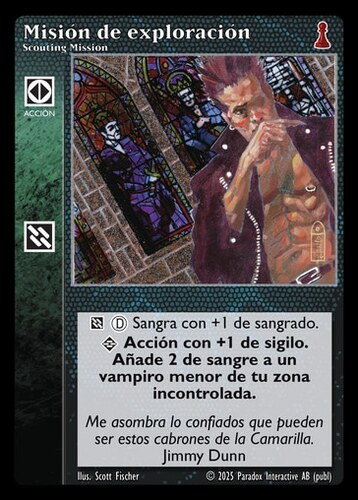 Misión de exploración
Scouting Mission
ACCIÓN
D Sangra con +1 de sangrado.
Acción con +1 de sigilo.
Añade 2 de sangre a un
vampiro menor de tu zona
incontrolada.
Me asombra lo confiados que pueden
ser estos cabrones de la Camarilla.
Jimmy Dunn
Ilus. Scott Fischer
© 2025 Paradox Interactive AB (publ)